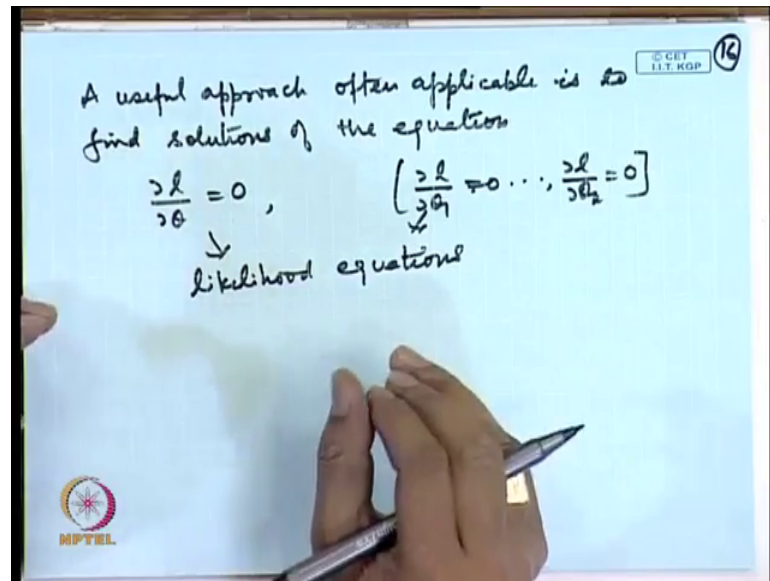 © CET
I.I.T. KGP
16
A useful approach often applicable is to
find solutions of the equation
∂l/∂θ = 0, (∂l/∂θ₁ = 0 ..., ∂l/∂θₖ = 0]
likelihood equations
NPTEL